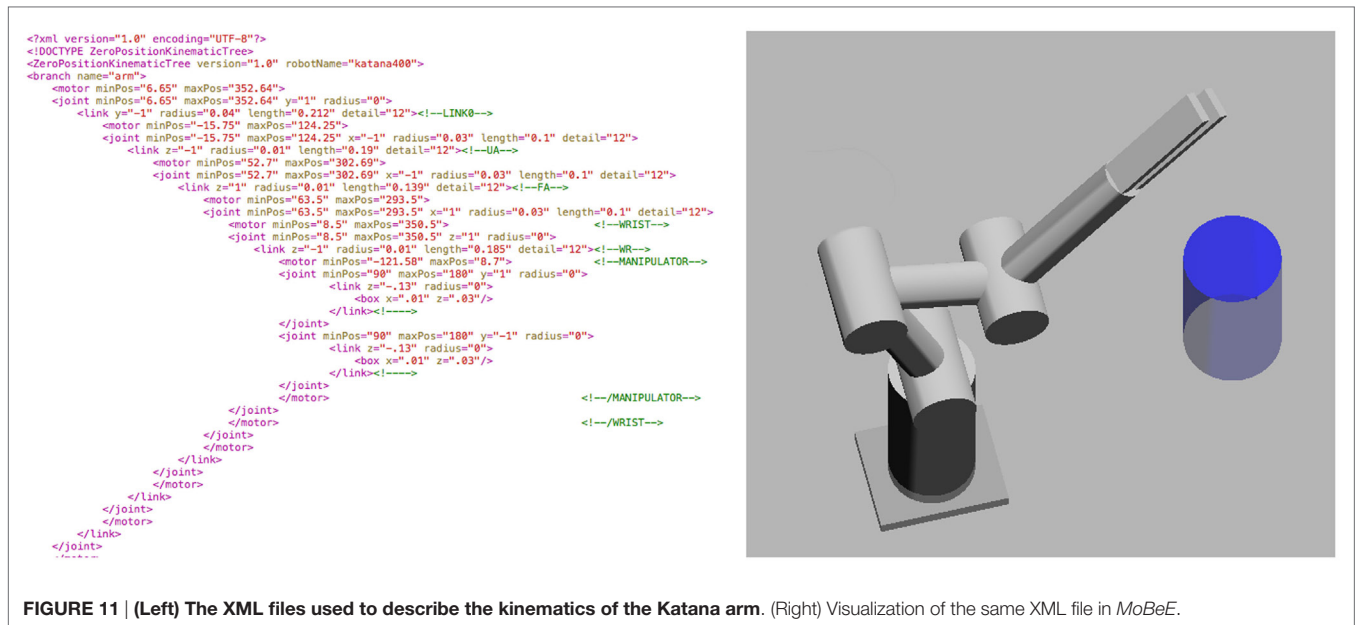 <?xml version="1.0" encoding="UTF-8"?>
<!DOCTYPE ZeroPositionKinematicTree>
<ZeroPositionKinematicTree version="1.0" robotName="katana400">
<branch name="arm">
<motor minPos="6.65" maxPos="352.64">
<joint minPos="6.65" maxPos="352.64" y="1" radius="0">
<link y="-1" radius="0.04" length="0.212" detail="12"><!--LINK0-->
<motor minPos="-15.75" maxPos="124.25">
<joint minPos="-15.75" maxPos="124.25" x="-1" radius="0.03" length="0.1" detail="12">
<link z="-1" radius="0.01" length="0.19" detail="12"><!--UA-->
<motor minPos="52.7" maxPos="302.69">
<joint minPos="52.7" maxPos="302.69" x="-1" radius="0.03" length="0.1" detail="12">
<link z="1" radius="0.01" length="0.139" detail="12"><!--FA-->
<motor minPos="63.5" maxPos="293.5">
<joint minPos="63.5" maxPos="293.5" x="1" radius="0.03" length="0.1" detail="12">
<motor minPos="8.5" maxPos="350.5"> <!--WRIST-->
<joint minPos="8.5" maxPos="350.5" z="1" radius="0">
<link z="-1" radius="0.01" length="0.185" detail="12"><!--WR-->
<motor minPos="-121.58" maxPos="8.7"> <!--MANIPULATOR-->
<joint minPos="90" maxPos="180" y="1" radius="0">
<link z="-.13" radius="0">
<box x=".01" z=".03"/>
</link><!---->
</joint>
<joint minPos="90" maxPos="180" y="-1" radius="0">
<link z="-.13" radius="0">
<box x=".01" z=".03"/>
</link><!---->
</joint>
</motor> <!--/MANIPULATOR-->
</joint>
</motor> <!--/WRIST-->
</joint>
</motor>
</link>
</joint>
</motor>
</link>
</joint>
</motor>
</link>
</joint>
FIGURE 11 | (Left) The XML files used to describe the kinematics of the Katana arm. (Right) Visualization of the same XML file in MoBeE.